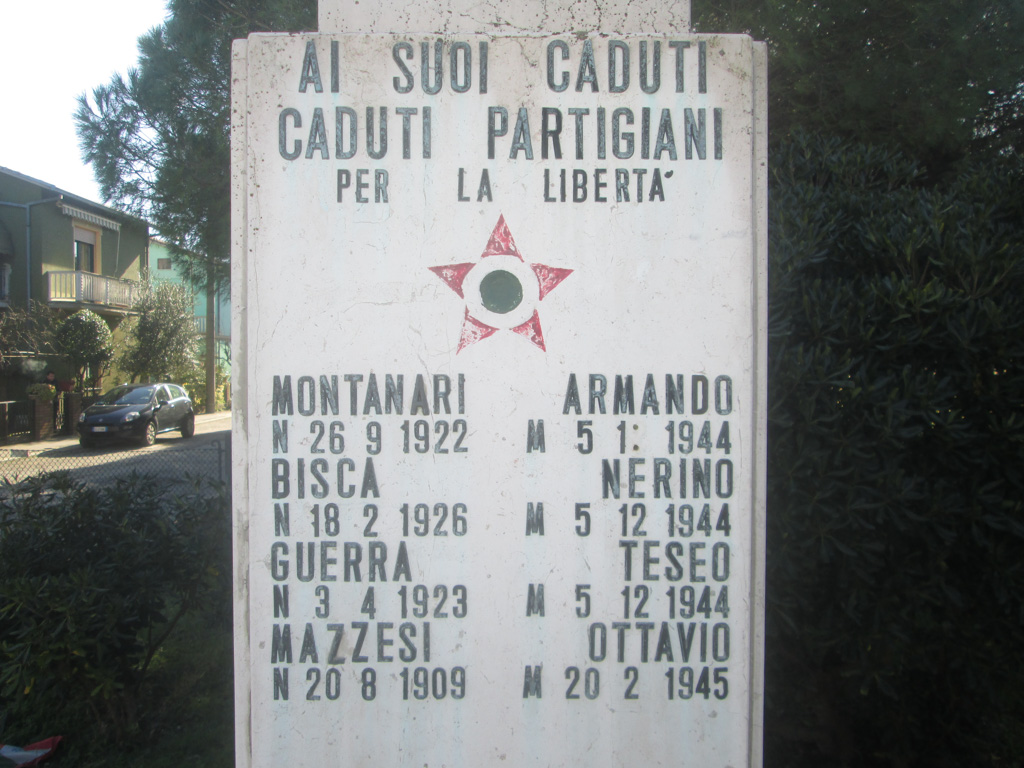 AI SUOI CADUTI
CADUTI PARTIGIANI
PER LA LIBERTA'
MONTANARI ARMANDO
N 26 9 1922 M 5 1: 1944
BISCA NERINO
N 18 2 1926 M 5 12 1944
GUERRA TESEO
N 3 4 1923 M 5 12 1944
MAZZESI OTTAVIO
N 20 8 1909 M 20 2 1945